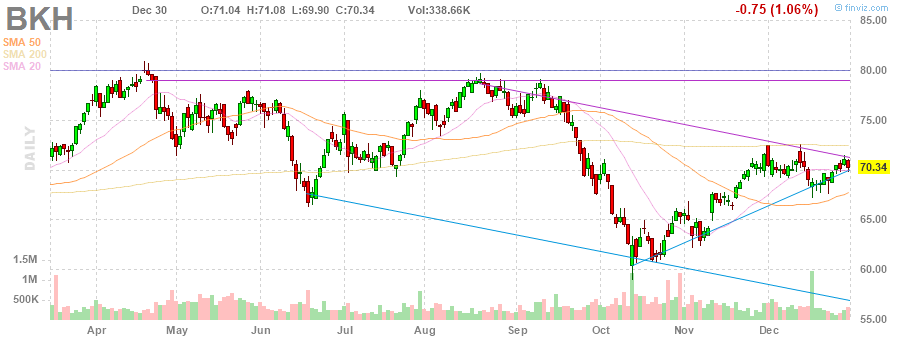 BKH
Dec 30 O:71.04 H:71.08 L:69.90 C:70.34 Vol:338.66K -0.75 (1.06%)
finviz.com
SMA 50
SMA 200
SMA 20
DAILY
85.00
80.00
75.00
70.34
65.00
60.00
55.00
1.5M
1M
500K
Apr May Jun Jul Aug Sep Oct Nov Dec